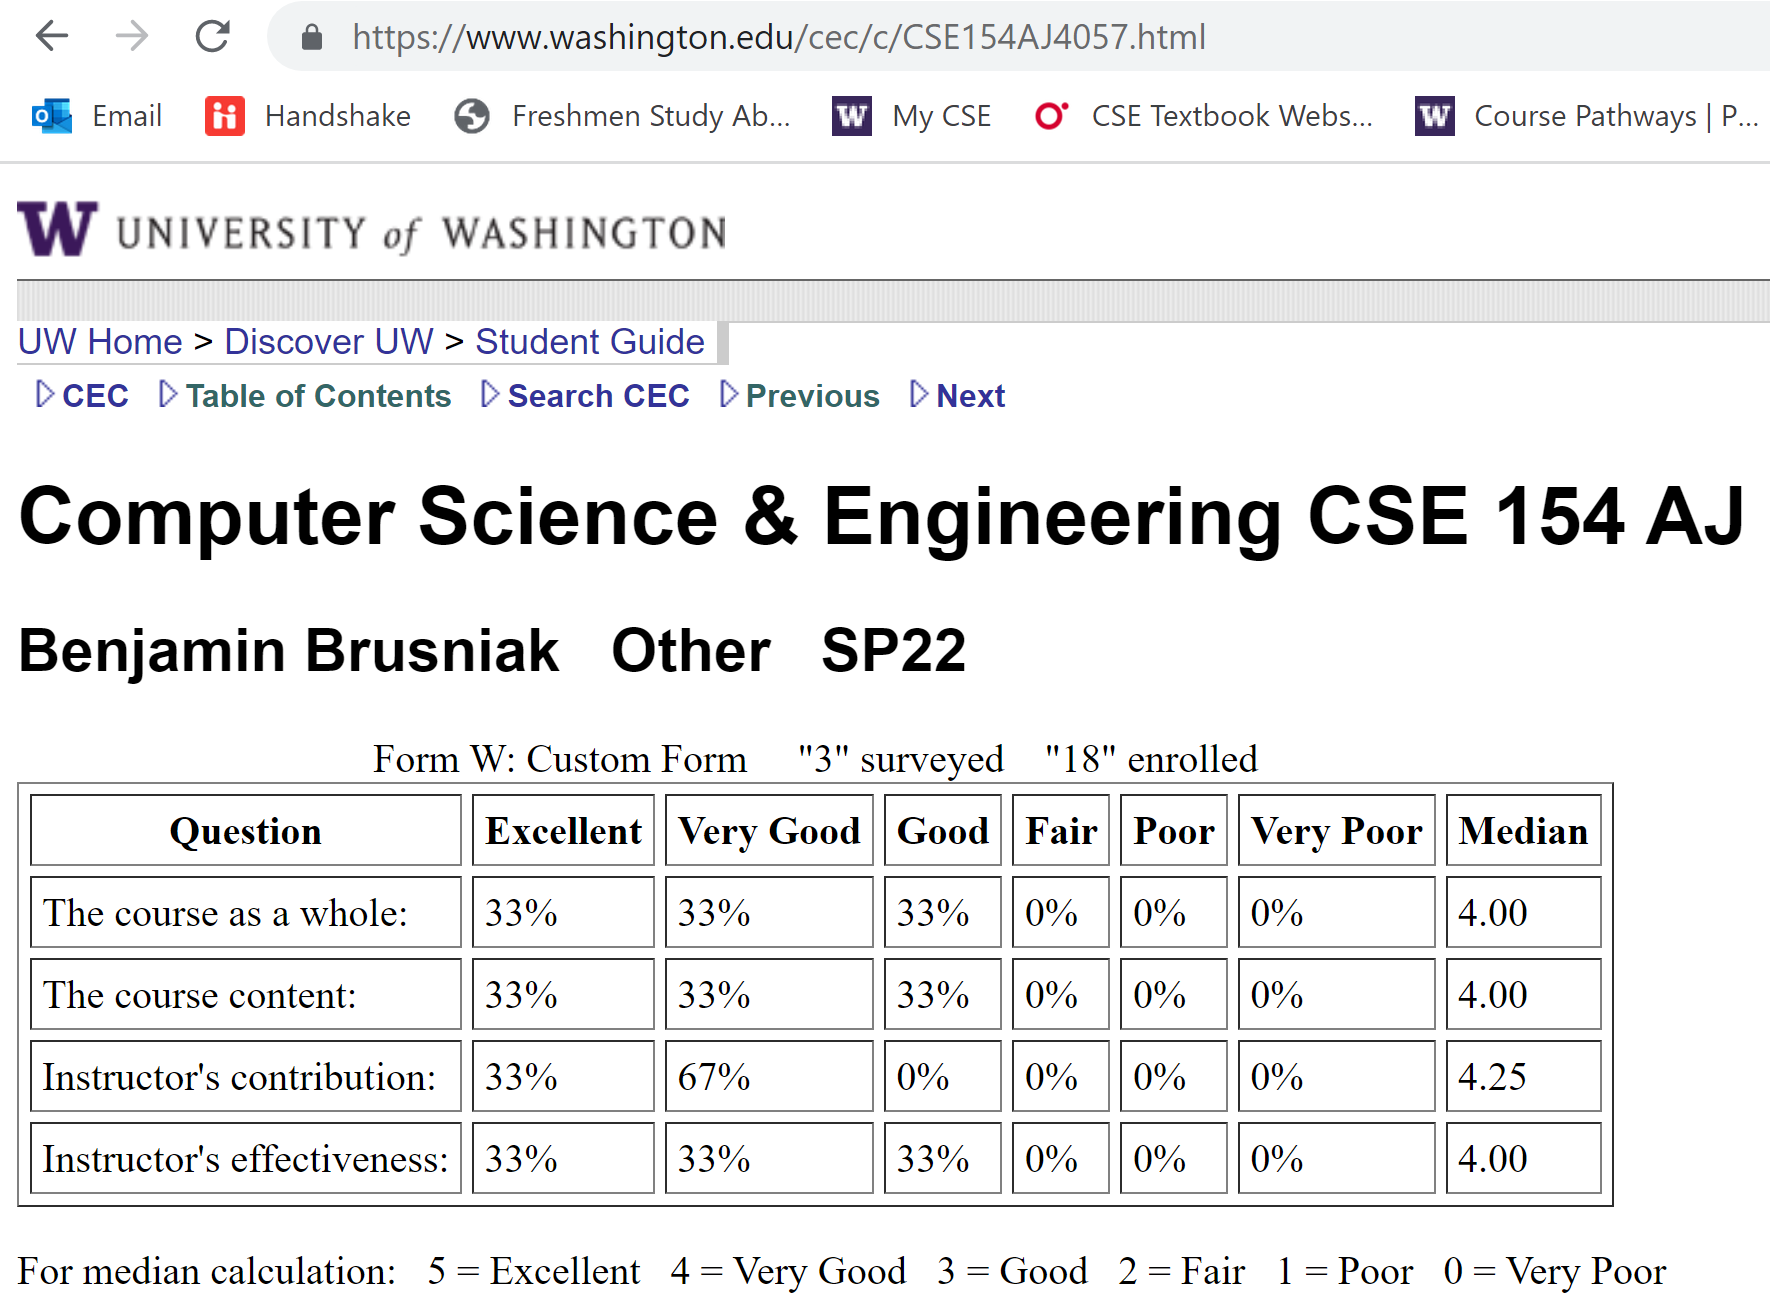 https://www.washington.edu/cec/c/CSE154AJ4057.html
Email Handshake Freshmen Study Ab... My CSE CSE Textbook Webs... Course Pathways | P...
W UNIVERSITY of WASHINGTON
UW Home > Discover UW > Student Guide
CEC Table of Contents Search CEC Previous Next
Computer Science & Engineering CSE 154 AJ
Benjamin Brusniak Other SP22
Form W: Custom Form "3" surveyed "18" enrolled
Question Excellent Very Good Good Fair Poor Very Poor Median
The course as a whole: 33% 33% 33% 0% 0% 0% 4.00
The course content: 33% 33% 33% 0% 0% 0% 4.00
Instructor's contribution: 33% 67% 0% 0% 0% 0% 4.25
Instructor's effectiveness: 33% 33% 33% 0% 0% 0% 4.00
For median calculation: 5 = Excellent 4 = Very Good 3 = Good 2 = Fair 1 = Poor 0 = Very Poor